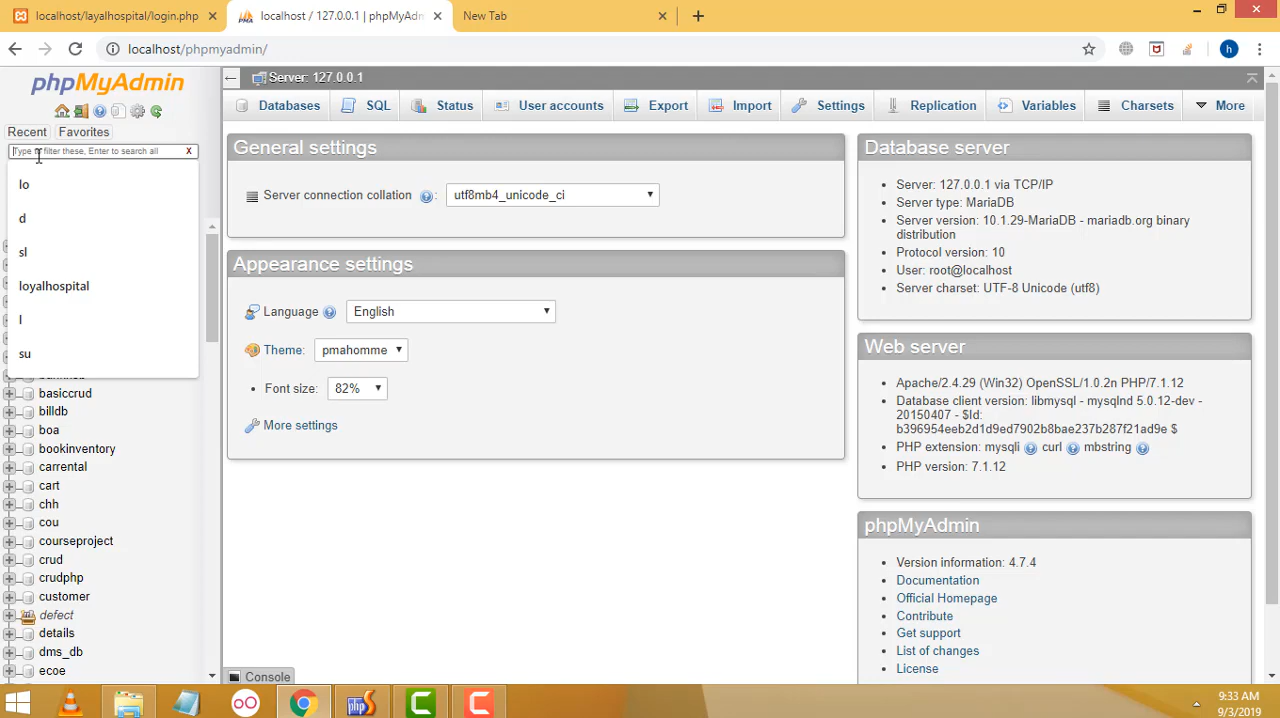 localhost/layalhospital/login.php
localhost / 127.0.0.1 | phpMyAdm
New Tab
localhost/phpmyadmin/
h
phpMyAdmin
Recent
Favorites
Type to filter these, Enter to search all
X
lo
d
sl
loyalhospital
l
su
basiccrud
billdb
boa
bookinventory
carrental
cart
chh
cou
courseproject
crud
crudphp
customer
defect
details
dms_db
ecoe
Server: 127.0.0.1
Databases
SQL
Status
User accounts
Export
Import
Settings
Replication
Variables
Charsets
More
General settings
Server connection collation
:
utf8mb4_unicode_ci
Appearance settings
Language
:
English
Theme:
pmahomme
Font size:
82%
More settings
Console
Database server
Server: 127.0.0.1 via TCP/IP
Server type: MariaDB
Server version: 10.1.29-MariaDB - mariadb.org binary
distribution
Protocol version: 10
User: root@localhost
Server charset: UTF-8 Unicode (utf8)
Web server
Apache/2.4.29 (Win32) OpenSSL/1.0.2n PHP/7.1.12
Database client version: libmysql - mysqlnd 5.0.12-dev -
20150407 - $Id:
b396954eeb2d1d9ed7902b8bae237b287f21ad9e $
PHP extension: mysqli curl mbstring
PHP version: 7.1.12
phpMyAdmin
Version information: 4.7.4
Documentation
Official Homepage
Contribute
Get support
List of changes
License
9:33 AM
9/3/2019